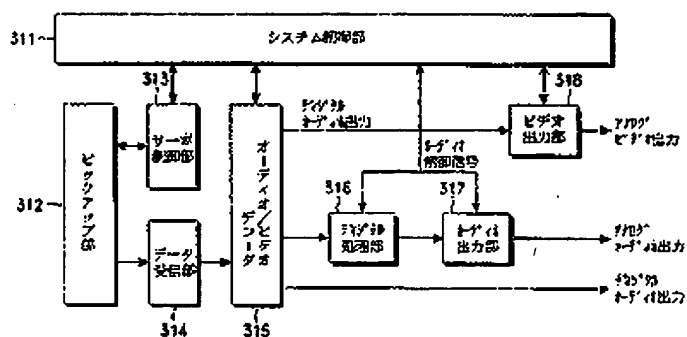 311
システム制御部
313
318
サーボ
制御部
ディジタル
オーディオ出力
ビデオ
出力部
アナログ
ビデオ出力
オーディオ
制御信号
312
ピックアップ部
オーディオ/ビデオ
デコーダ
316
317
データ
受信部
ディジタル
処理部
オーディオ
出力部
アナログ
オーディオ出力
314
315
ディジタル
オーディオ出力